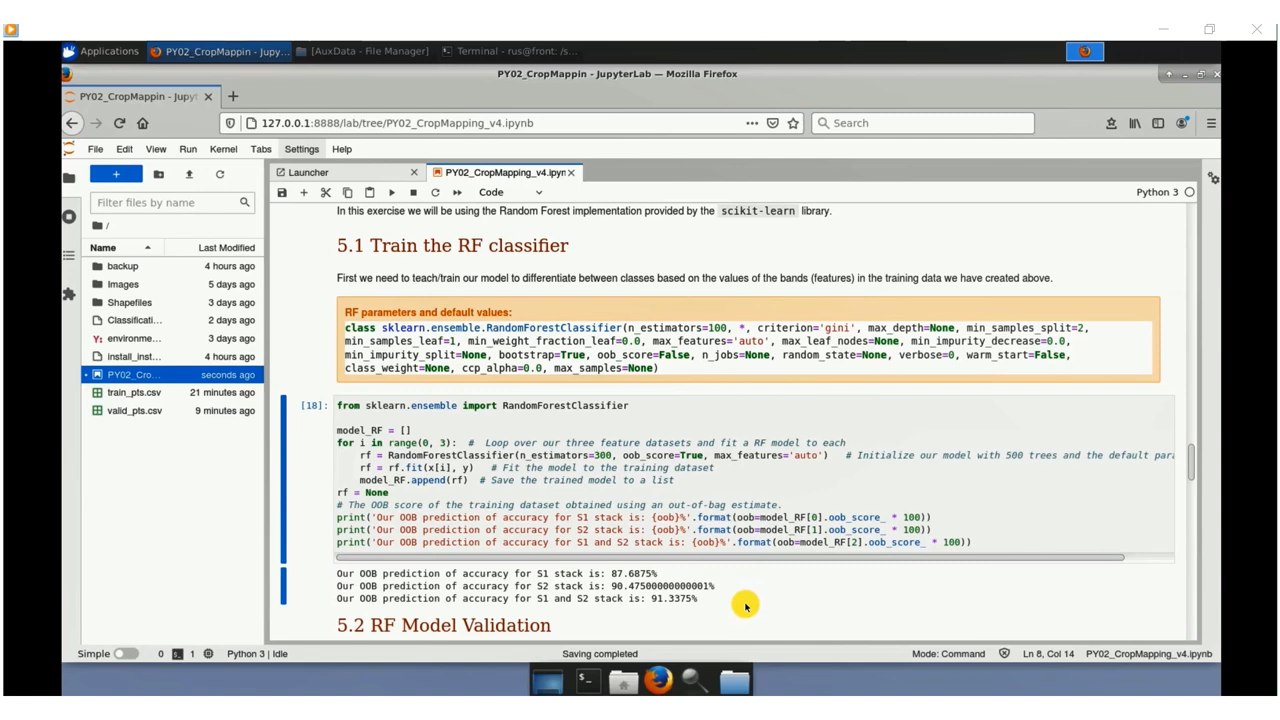 Applications PY02_CropMappin - Jupy... [AuxData - File Manager] Terminal - rus@front: /s...
PY02_CropMappin - JupyterLab — Mozilla Firefox
PY02_CropMappin - Jupyt
127.0.0.1:8888/lab/tree/PY02_CropMapping_v4.ipynb Search
File Edit View Run Kernel Tabs Settings Help
Launcher PY02_CropMapping_v4.ipyn
Code Python 3
Filter files by name
/
Name Last Modified
backup 4 hours ago
Images 5 days ago
Shapefiles 3 days ago
Classificati... 2 days ago
environme... 3 days ago
install_inst... 4 hours ago
PY02_Cro... seconds ago
train_pts.csv 21 minutes ago
valid_pts.csv 9 minutes ago
In this exercise we will be using the Random Forest implementation provided by the scikit-learn library.
5.1 Train the RF classifier
First we need to teach/train our model to differentiate between classes based on the values of the bands (features) in the training data we have created above.
RF parameters and default values:
class sklearn.ensemble.RandomForestClassifier(n_estimators=100, *, criterion='gini', max_depth=None, min_samples_split=2,
min_samples_leaf=1, min_weight_fraction_leaf=0.0, max_features='auto', max_leaf_nodes=None, min_impurity_decrease=0.0,
min_impurity_split=None, bootstrap=True, oob_score=False, n_jobs=None, random_state=None, verbose=0, warm_start=False,
class_weight=None, ccp_alpha=0.0, max_samples=None)
[18]: from sklearn.ensemble import RandomForestClassifier
model_RF = []
for i in range(0, 3):  # Loop over our three feature datasets and fit a RF model to each
rf = RandomForestClassifier(n_estimators=300, oob_score=True, max_features='auto')  # Initialize our model with 500 trees and the default para
rf = rf.fit(x[i], y)  # Fit the model to the training dataset
model_RF.append(rf)  # Save the trained model to a list
rf = None
# The OOB score of the training dataset obtained using an out-of-bag estimate.
print('Our OOB prediction of accuracy for S1 stack is: {oob}%'.format(oob=model_RF[0].oob_score_ * 100))
print('Our OOB prediction of accuracy for S2 stack is: {oob}%'.format(oob=model_RF[1].oob_score_ * 100))
print('Our OOB prediction of accuracy for S1 and S2 stack is: {oob}%'.format(oob=model_RF[2].oob_score_ * 100))
Our OOB prediction of accuracy for S1 stack is: 87.6875%
Our OOB prediction of accuracy for S2 stack is: 90.47500000000001%
Our OOB prediction of accuracy for S1 and S2 stack is: 91.3375%
5.2 RF Model Validation
Simple 0 1 Python 3 | Idle Saving completed Mode: Command Ln 8, Col 14 PY02_CropMapping_v4.ipynb